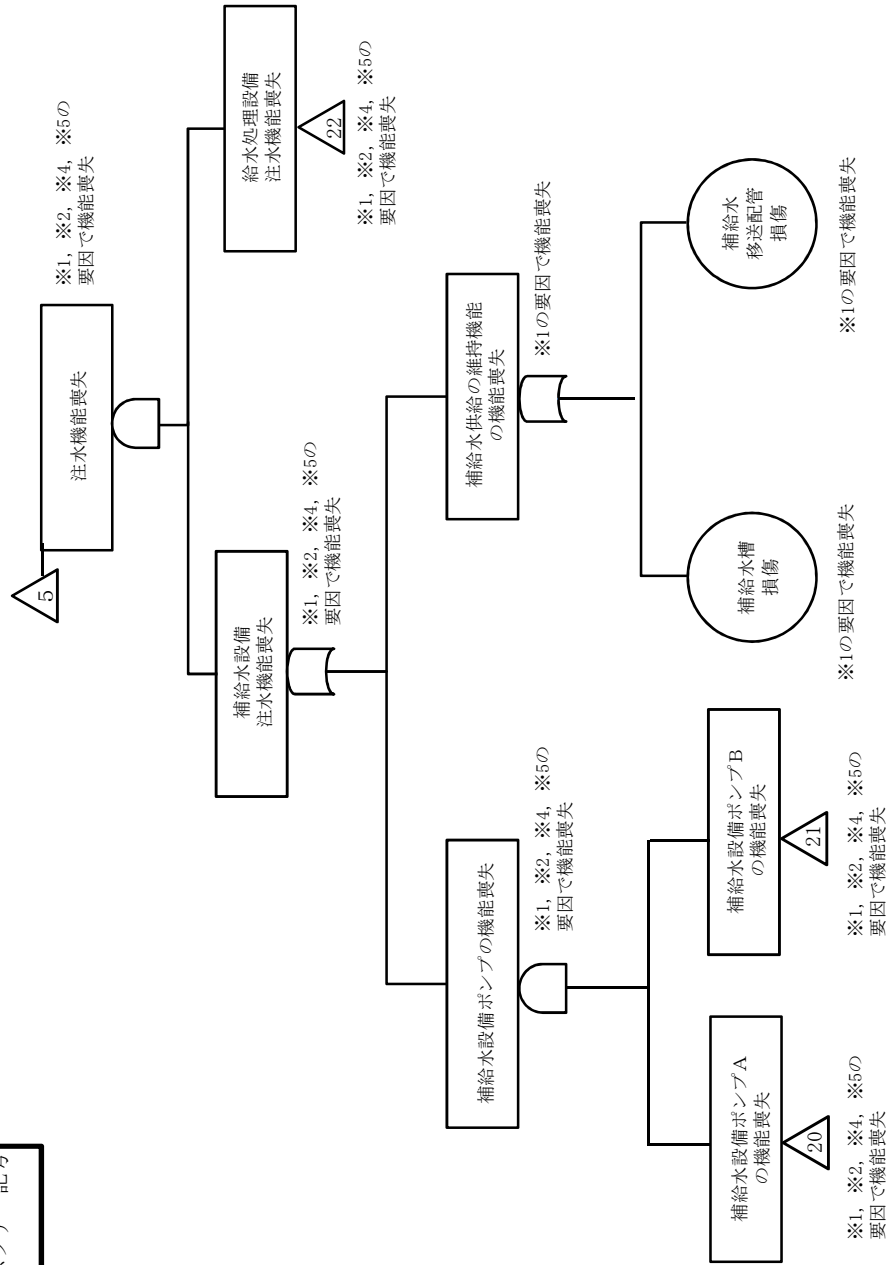 5
注水機能喪失
※1, ※2, ※4, ※5の
要因で機能喪失
補給水設備
注水機能喪失
※1, ※2, ※4, ※5の
要因で機能喪失
給水処理設備
注水機能喪失
22
※1, ※2, ※4, ※5の
要因で機能喪失
補給水設備ポンプの機能喪失
※1, ※2, ※4, ※5の
要因で機能喪失
補給水供給の維持機能
の機能喪失
※1の要因で機能喪失
補給水設備ポンプA
の機能喪失
20
※1, ※2, ※4, ※5の
要因で機能喪失
補給水設備ポンプB
の機能喪失
21
※1, ※2, ※4, ※5の
要因で機能喪失
補給水槽
損傷
※1の要因で機能喪失
補給水
移送配管
損傷
※1の要因で機能喪失